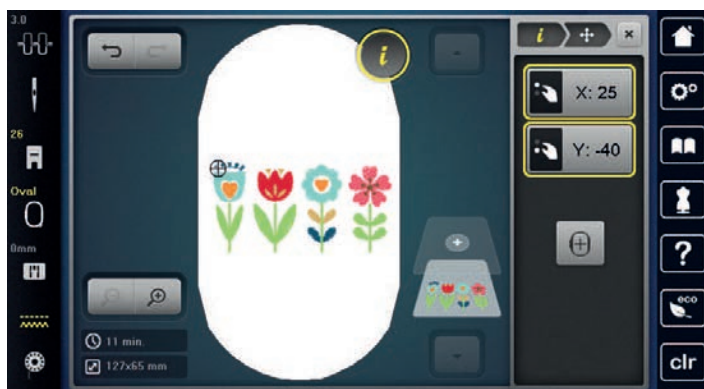 3.0
i
i
X: 25
26
Y: -40
Oval
0mm
?
eco
11 min.
127x65 mm
clr